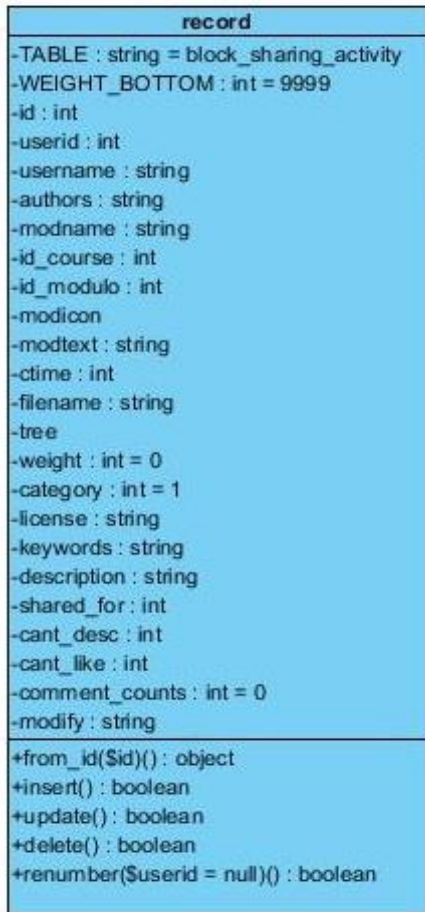 record
-TABLE : string = block_sharing_activity
-WEIGHT_BOTTOM : int = 9999
-id : int
-userid : int
-username : string
-authors : string
-modname : string
-id_course : int
-id_modulo : int
-modicon
-modtext : string
-ctime : int
-filename : string
-tree
-weight : int = 0
-category : int = 1
-license : string
-keywords : string
-description : string
-shared_for : int
-cant_desc : int
-cant_like : int
-comment_counts : int = 0
-modify : string
+from_id($id)() : object
+insert() : boolean
+update() : boolean
+delete() : boolean
+renumber($userid = null)() : boolean